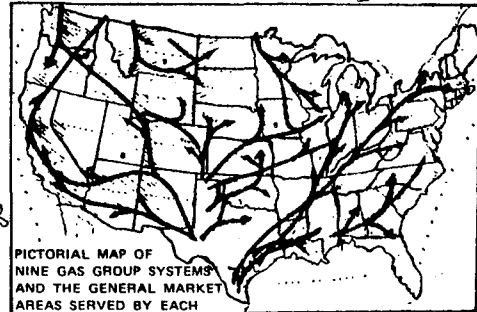 PICTORIAL MAP OF
NINE GAS GROUP SYSTEMS
AND THE GENERAL MARKET
AREAS SERVED BY EACH